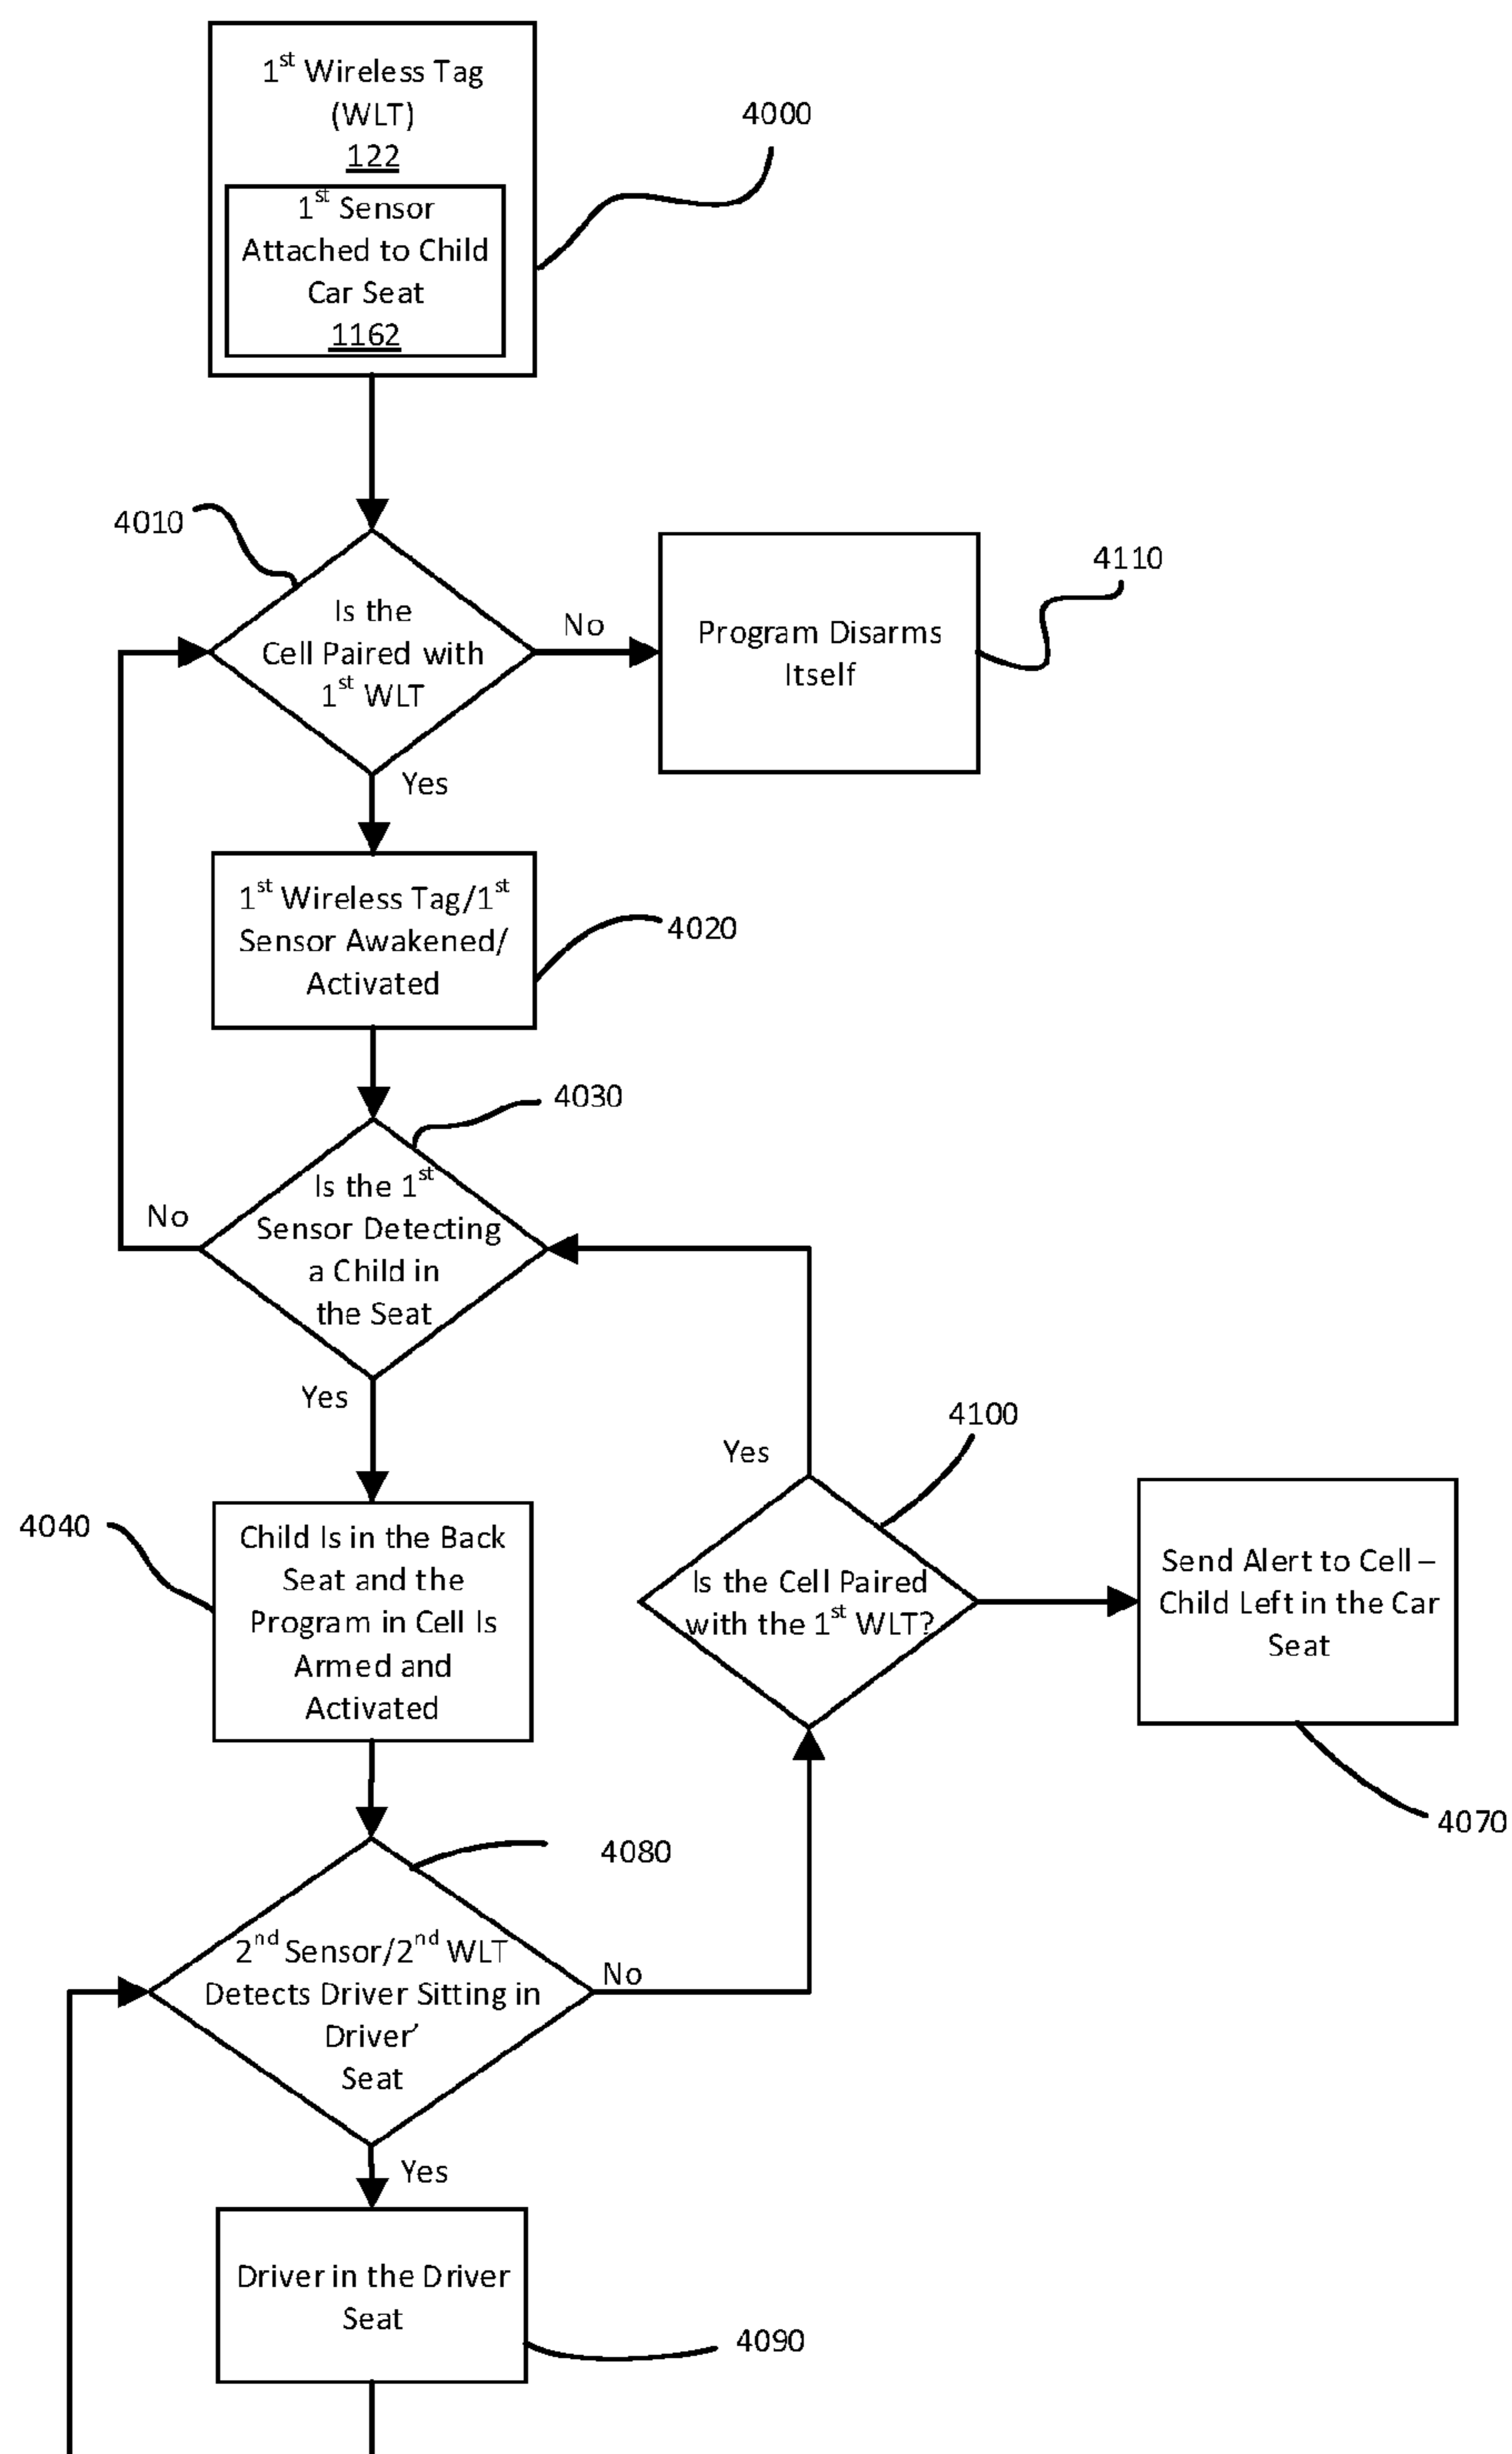 1st Wireless Tag
(WLT)
122
4000
1st Sensor
Attached to Child
Car Seat
1162
4010
Is the
Cell Paired with
1st WLT
No
Program Disarms
Itself
4110
Yes
1st Wireless Tag/1st
Sensor Awakened/
Activated
4020
4030
Is the 1st
Sensor Detecting
a Child in
the Seat
No
Yes
4040
Child Is in the Back
Seat and the
Program in Cell Is
Armed and
Activated
Yes
4100
Is the Cell Paired
with the 1st WLT?
Send Alert to Cell –
Child Left in the Car
Seat
4070
4080
2nd Sensor/2nd WLT
Detects Driver Sitting in
Driver’
Seat
No
Yes
Driver in the Driver
Seat
4090